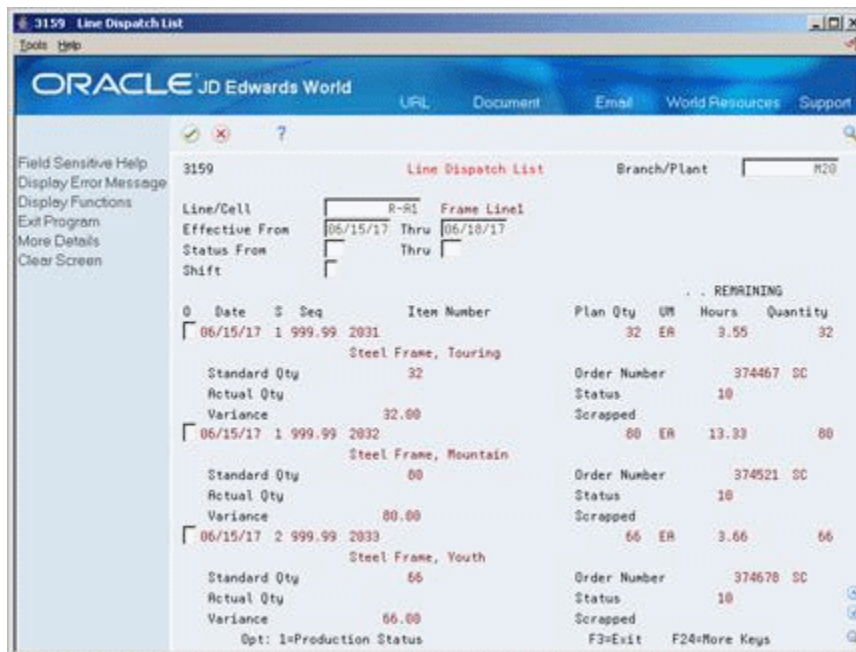 3159 Line Dispatch List
Tools Help
ORACLE JD Edwards World
URL Document Email World Resources Support
?
Field Sensitive Help
Display Error Message
Display Functions
Exit Program
More Details
Clear Screen
3159 Line Dispatch List Branch/Plant M20
Line/Cell R-A1 Frame Line1
Effective From 06/15/17 Thru 06/18/17
Status From Thru
Shift
. . REMAINING
O Date S Seq Item Number Plan Qty UM Hours Quantity
06/15/17 1 999.99 2031 32 EA 3.55 32
Steel Frame, Touring
Standard Qty 32 Order Number 374467 SC
Actual Qty Status 10
Variance 32.00 Scrapped
06/15/17 1 999.99 2032 80 EA 13.33 80
Steel Frame, Mountain
Standard Qty 80 Order Number 374521 SC
Actual Qty Status 10
Variance 80.00 Scrapped
06/15/17 2 999.99 2033 66 EA 3.66 66
Steel Frame, Youth
Standard Qty 66 Order Number 374678 SC
Actual Qty Status 10
Variance 66.00 Scrapped
Opt: 1=Production Status F3=Exit F24=More Keys